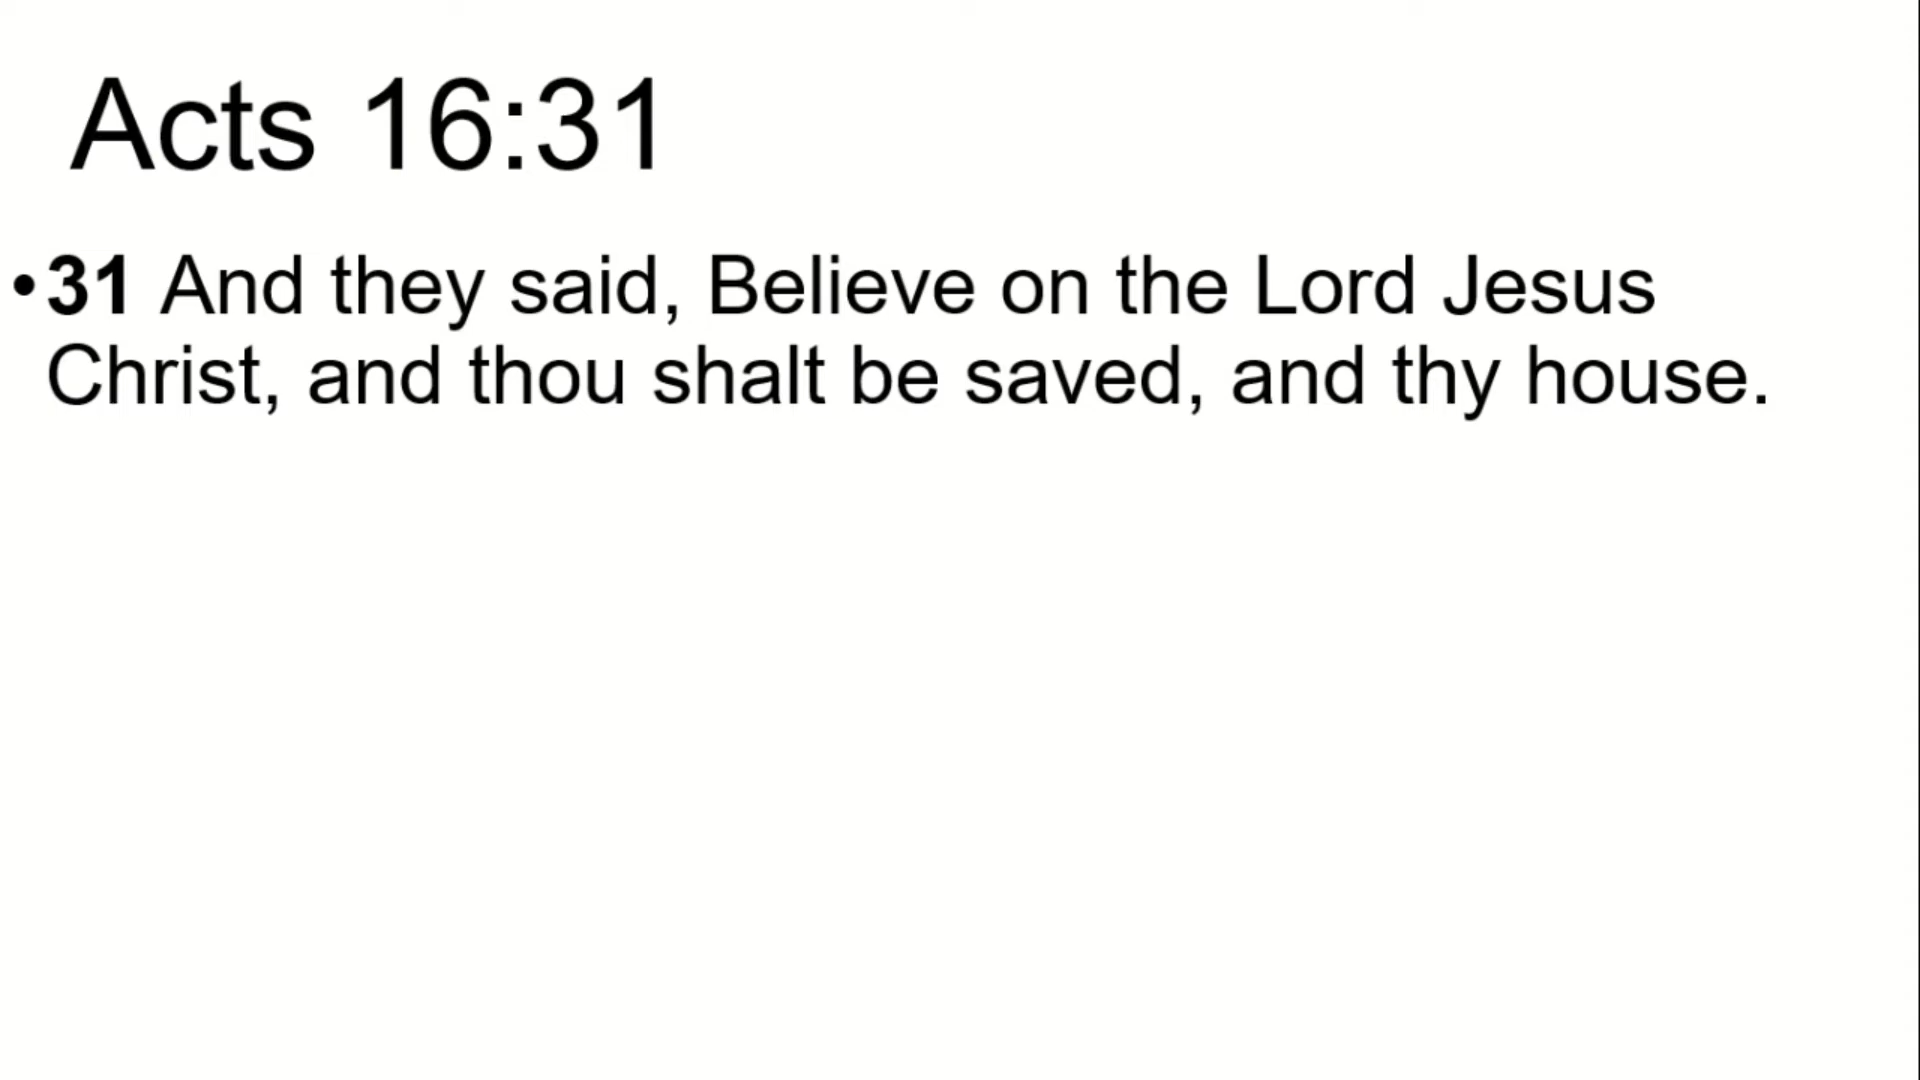 Acts 16:31
•31 And they said, Believe on the Lord Jesus
Christ, and thou shalt be saved, and thy house.